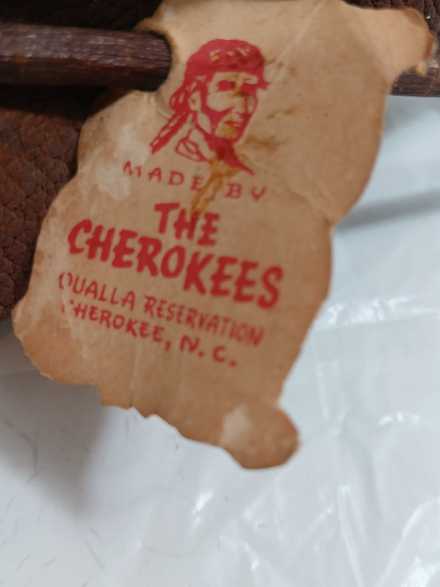 MADE BY
THE
CHEROKEES
QUALLA RESERVATION
CHEROKEE, N. C.